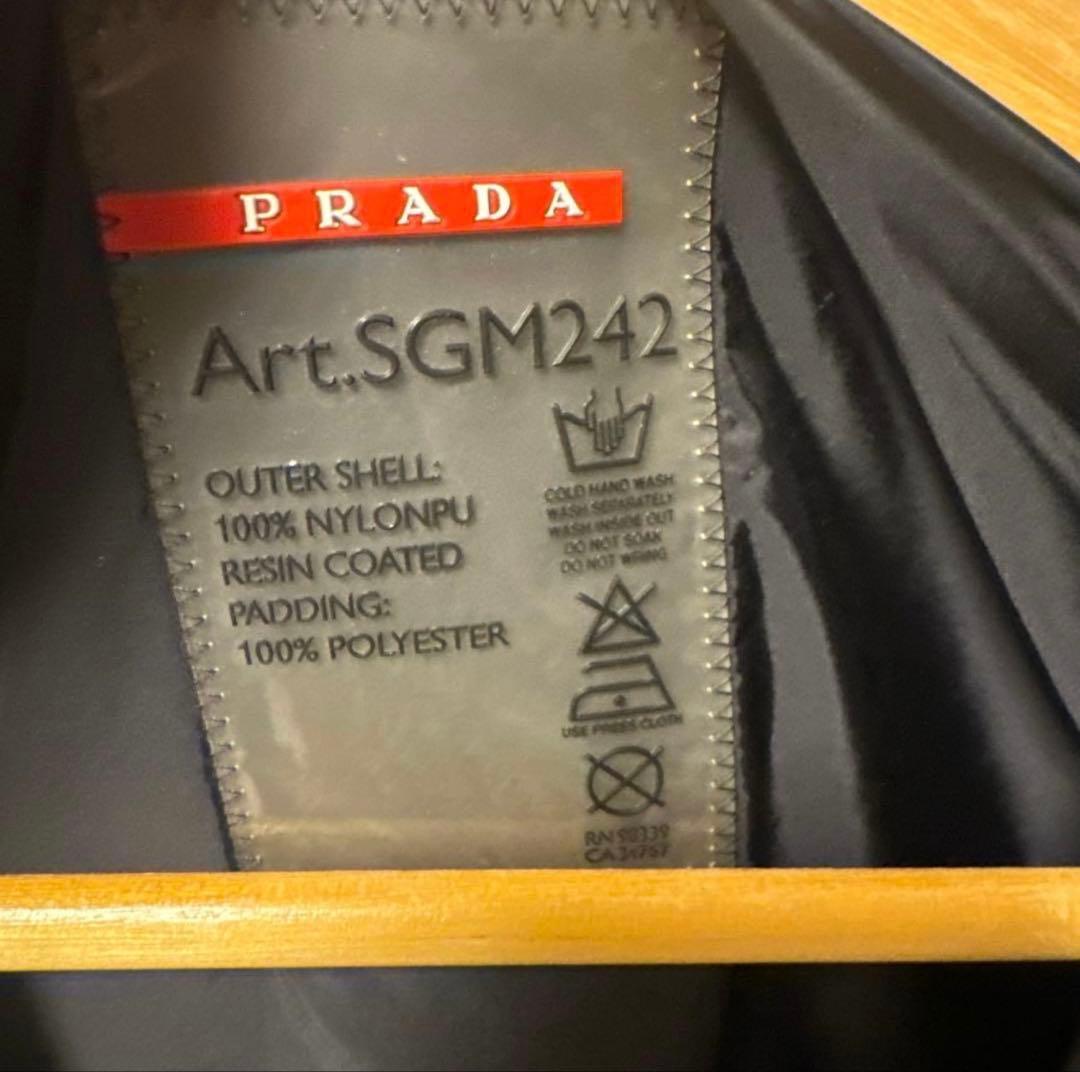 PRADA
Art.SGM242
OUTER SHELL:
100% NYLONPU
RESIN COATED
PADDING:
100% POLYESTER
COLD HAND WASH
WASH SEPARATELY
WASH INSIDE OUT
DO NOT SOAK
DO NOT WRING
USE PRESS CLOTH
RN 98339
CA